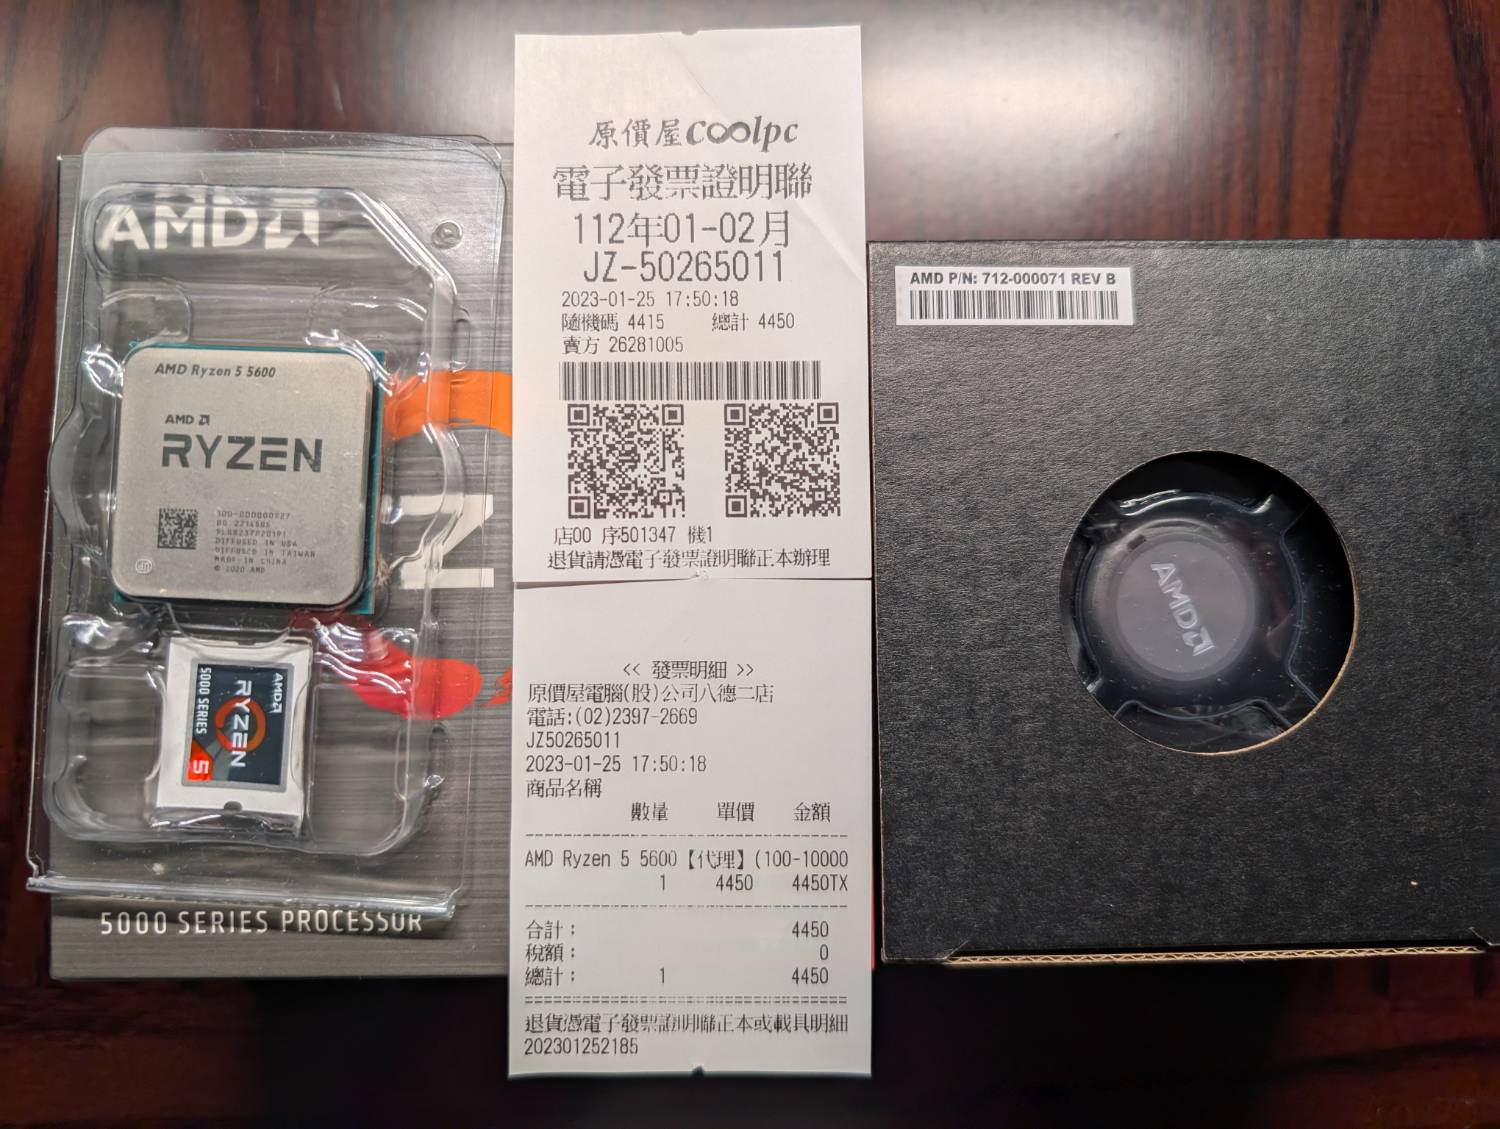 AMD
AMD Ryzen 5 5600
AMD
RYZEN
DIFFUSED IN USA
DIFFUSED IN TAIWAN
MADE IN CHINA
© 2020 AMD
AMD
RYZEN
5
5000 SERIES
Z
5000 SERIES PROCESSOR
原價屋coolpc
電子發票證明聯
112年01-02月
JZ-50265011
2023-01-25 17:50:18
隨機碼 4415 總計 4450
賣方 26281005
店00 序501347 機1
退貨請憑電子發票證明聯正本辦理
<< 發票明細 >>
原價屋電腦(股)公司八德二店
電話:(02)2397-2669
JZ50265011
2023-01-25 17:50:18
商品名稱
數量 單價 金額
AMD Ryzen 5 5600【代理】(100-10000
1 4450 4450TX
合計: 4450
稅額: 0
總計: 1 4450
退貨憑電子發票證明聯正本或載具明細
202301252185
AMD P/N: 712-000071 REV B
AMD